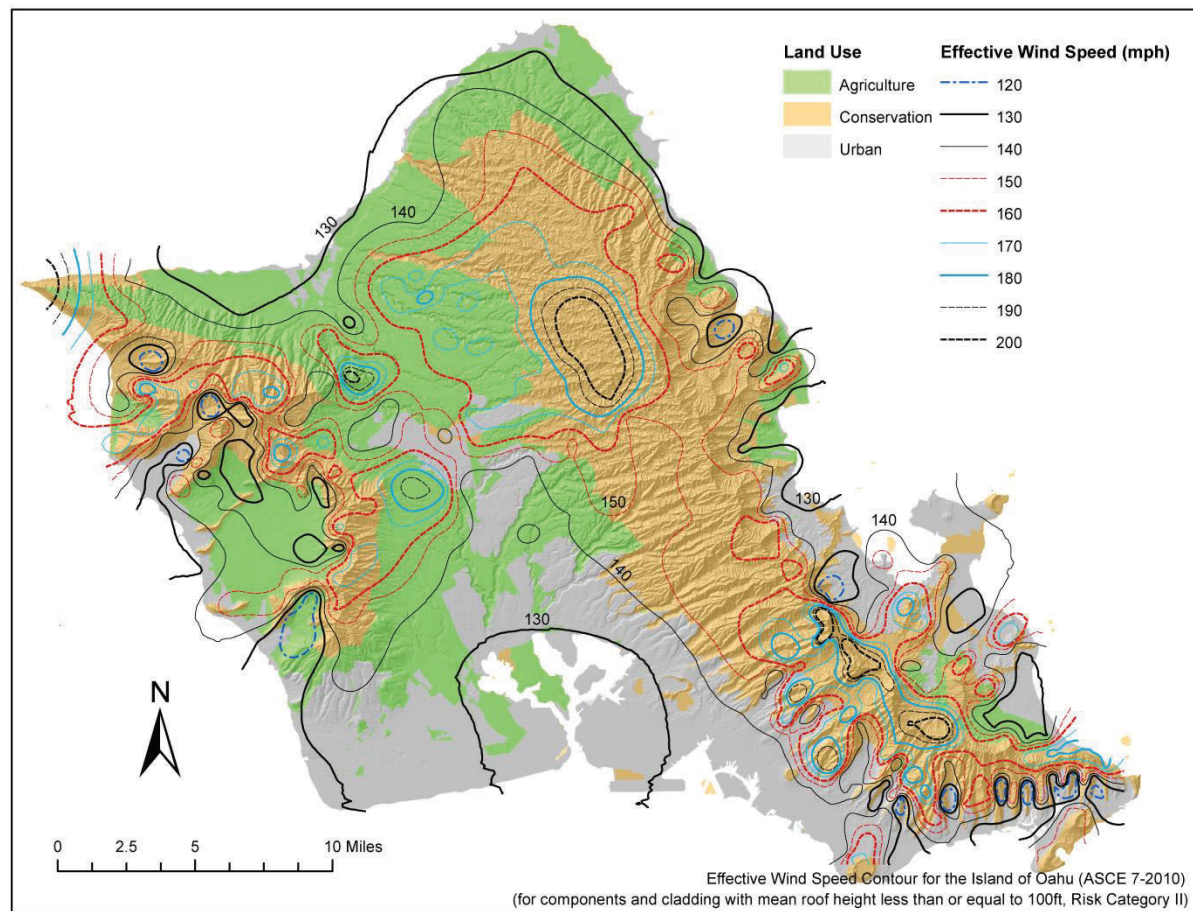 Land Use
Agriculture
Conservation
Urban
Effective Wind Speed (mph)
120
130
140
150
160
170
180
190
200
130
140
150
130
140
140
130
N
0 2.5 5 10 Miles
Effective Wind Speed Contour for the Island of Oahu (ASCE 7-2010)
(for components and cladding with mean roof height less than or equal to 100ft, Risk Category II)